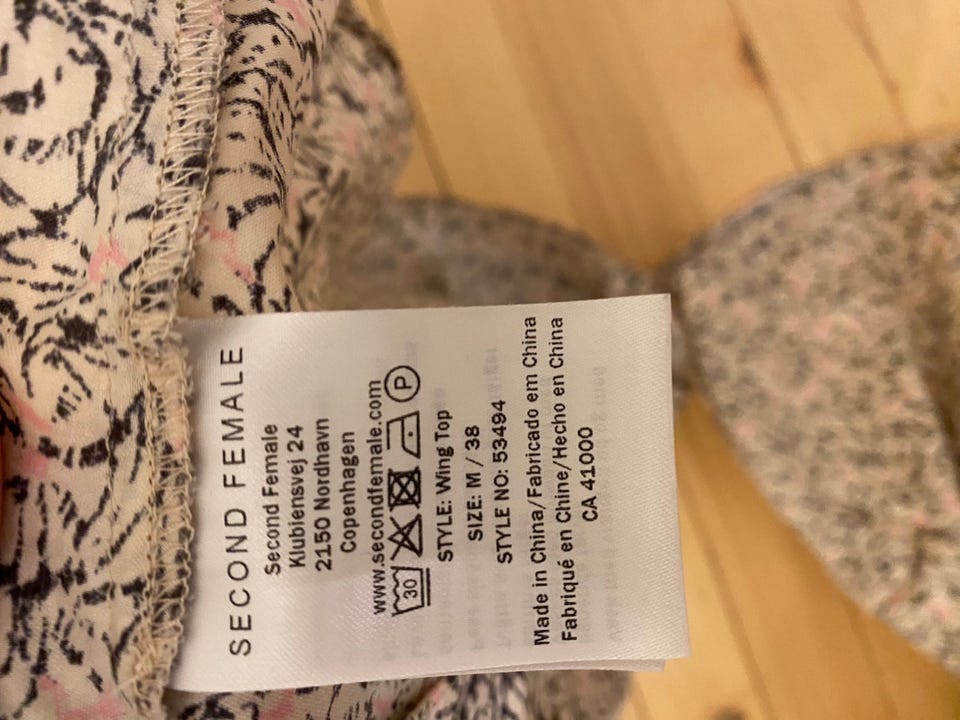 SECOND FEMALE
Second Female
Klubiensvej 24
2150 Nordhavn
Copenhagen
www.secondfemale.com
30 P
STYLE: Wing Top
SIZE: M / 38
STYLE NO: 53494
Made in China/Fabricado em China
Fabriqué en Chine/Hecho en China
CA 41000